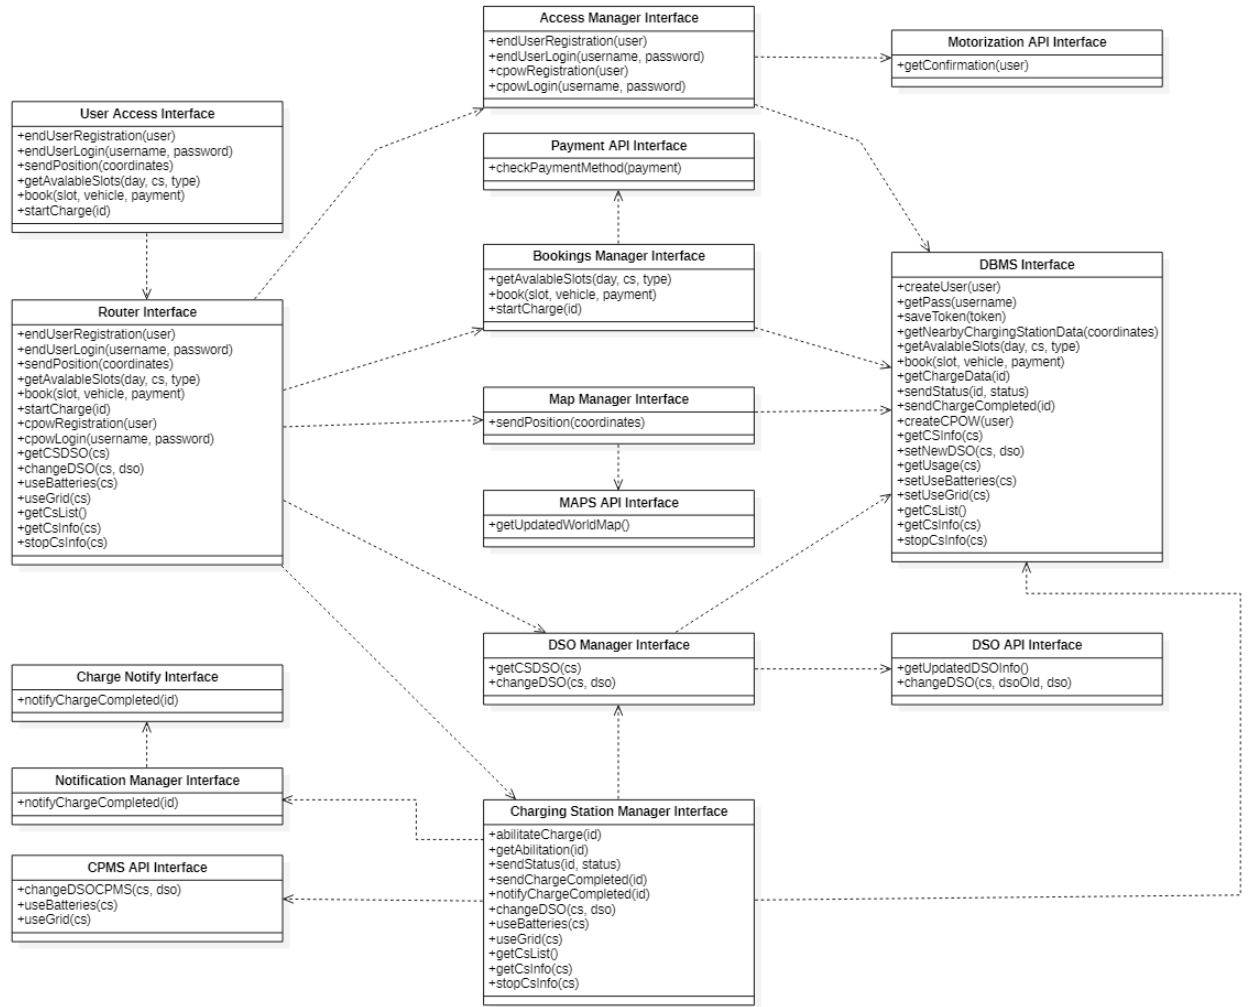 Access Manager Interface
+endUserRegistration(user)
+endUserLogin(username, password)
+cpowRegistration(user)
+cpowLogin(username, password)
Motorization API Interface
+getConfirmation(user)
User Access Interface
+endUserRegistration(user)
+endUserLogin(username, password)
+sendPosition(coordinates)
+getAvalableSlots(day, cs, type)
+book(slot, vehicle, payment)
+startCharge(id)
Payment API Interface
+checkPaymentMethod(payment)
Bookings Manager Interface
+getAvalableSlots(day, cs, type)
+book(slot, vehicle, payment)
+startCharge(id)
DBMS Interface
+createUser(user)
+getPass(username)
+saveToken(token)
+getNearbyChargingStationData(coordinates)
+getAvalableSlots(day, cs, type)
+book(slot, vehicle, payment)
+getChargeData(id)
+sendStatus(id, status)
+sendChargeCompleted(id)
+createCPOW(user)
+getCSInfo(cs)
+setNewDSO(cs, dso)
+getUsage(cs)
+setUseBatteries(cs)
+setUseGrid(cs)
+getCsList()
+getCsInfo(cs)
+stopCsInfo(cs)
Router Interface
+endUserRegistration(user)
+endUserLogin(username, password)
+sendPosition(coordinates)
+getAvalableSlots(day, cs, type)
+book(slot, vehicle, payment)
+startCharge(id)
+cpowRegistration(user)
+cpowLogin(username, password)
+getCSDSO(cs)
+changeDSO(cs, dso)
+useBatteries(cs)
+useGrid(cs)
+getCsList()
+getCsInfo(cs)
+stopCsInfo(cs)
Map Manager Interface
+sendPosition(coordinates)
MAPS API Interface
+getUpdatedWorldMap()
DSO Manager Interface
+getCSDSO(cs)
+changeDSO(cs, dso)
DSO API Interface
+getUpdatedDSOInfo()
+changeDSO(cs, dsoOld, dso)
Charge Notify Interface
+notifyChargeCompleted(id)
Notification Manager Interface
+notifyChargeCompleted(id)
CPMS API Interface
+changeDSOCPMS(cs, dso)
+useBatteries(cs)
+useGrid(cs)
Charging Station Manager Interface
+abilitateCharge(id)
+getAbilitation(id)
+sendStatus(id, status)
+sendChargeCompleted(id)
+notifyChargeCompleted(id)
+changeDSO(cs, dso)
+useBatteries(cs)
+useGrid(cs)
+getCsList()
+getCsInfo(cs)
+stopCsInfo(cs)